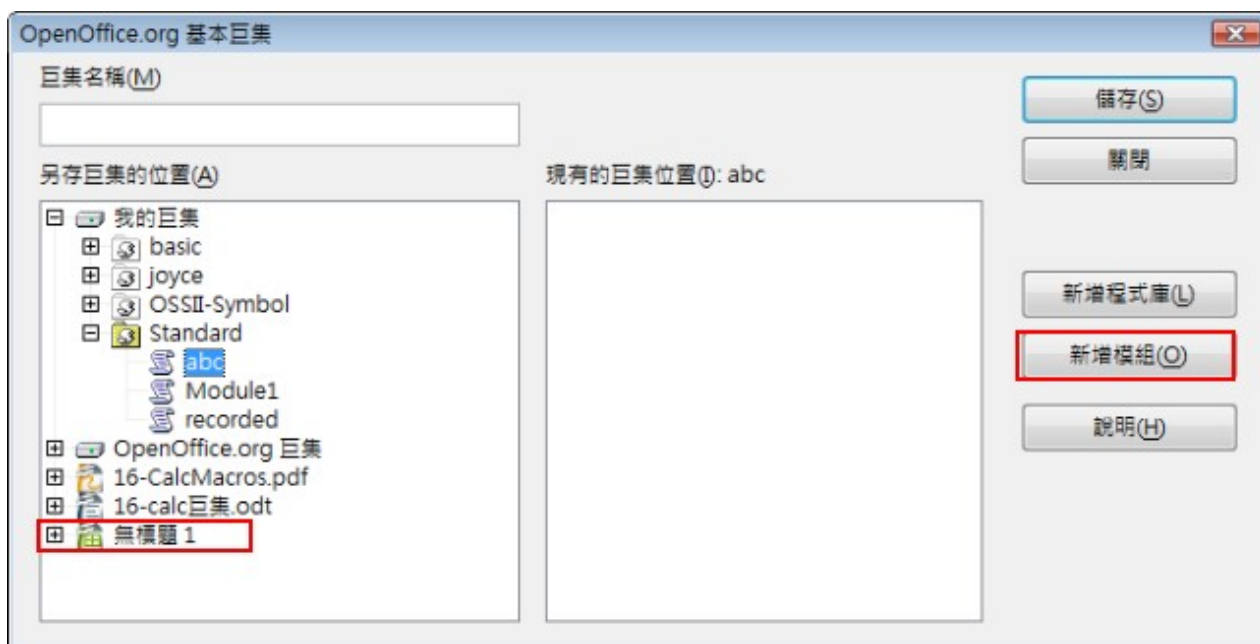 OpenOffice.org 基本巨集
巨集名稱(M)
儲存(S)
關閉
另存巨集的位置(A)
現有的巨集位置(I): abc
我的巨集
basic
joyce
OSSII-Symbol
Standard
abc
Module1
recorded
OpenOffice.org 巨集
16-CalcMacros.pdf
16-calc巨集.odt
無標題 1
新增程式庫(L)
新增模組(O)
說明(H)